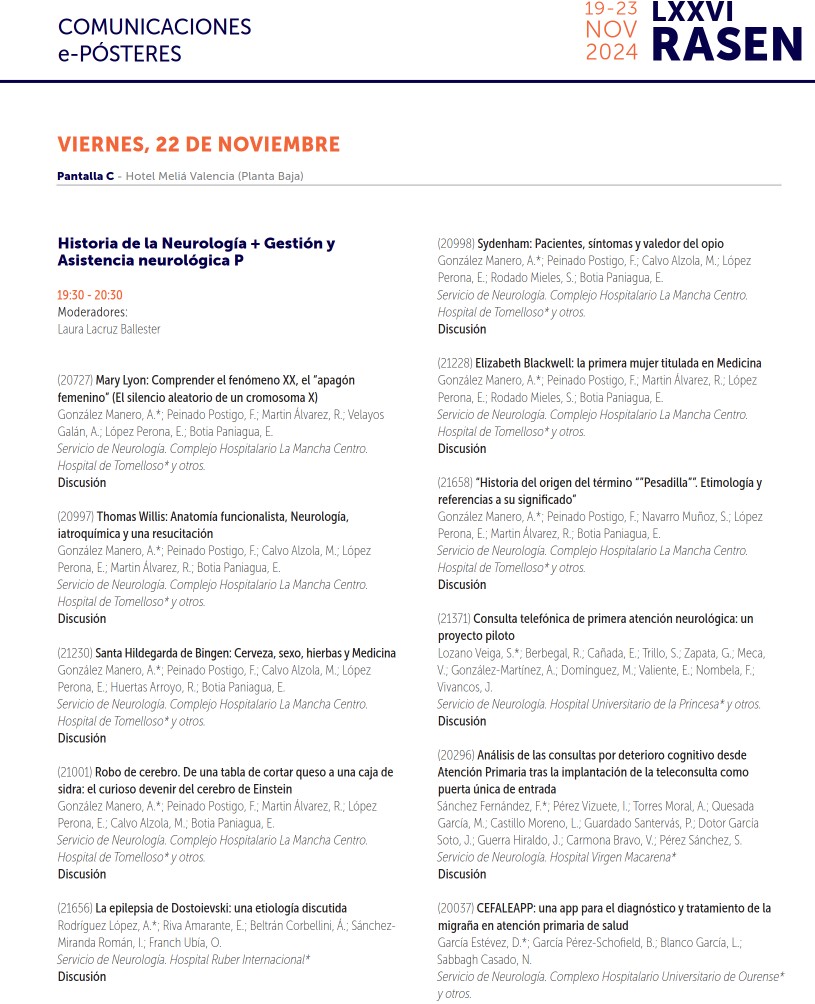 COMUNICACIONES
e-PÓSTERES
19-23
NOV
2024
LXXVI
RASEN
VIERNES, 22 DE NOVIEMBRE
Pantalla C - Hotel Meliá Valencia (Planta Baja)
Historia de la Neurología + Gestión y
Asistencia neurológica P
19:30 - 20:30
Moderadores:
Laura Lacruz Ballester
(20727) Mary Lyon: Comprender el fenómeno XX, el “apagón
femenino” (El silencio aleatorio de un cromosoma X)
González Manero, A.*; Peinado Postigo, F.; Martin Álvarez, R.; Velayos
Galán, A.; López Perona, E.; Botia Paniagua, E.
Servicio de Neurología. Complejo Hospitalario La Mancha Centro.
Hospital de Tomelloso* y otros.
Discusión
(20997) Thomas Willis: Anatomía funcionalista, Neurología,
iatroquímica y una resucitación
González Manero, A.*; Peinado Postigo, F.; Calvo Alzola, M.; López
Perona, E.; Martin Álvarez, R.; Botia Paniagua, E.
Servicio de Neurología. Complejo Hospitalario La Mancha Centro.
Hospital de Tomelloso* y otros.
Discusión
(21230) Santa Hildegarda de Bingen: Cerveza, sexo, hierbas y Medicina
González Manero, A.*; Peinado Postigo, F.; Calvo Alzola, M.; López
Perona, E.; Huertas Arroyo, R.; Botia Paniagua, E.
Servicio de Neurología. Complejo Hospitalario La Mancha Centro.
Hospital de Tomelloso* y otros.
Discusión
(21001) Robo de cerebro. De una tabla de cortar queso a una caja de
sidra: el curioso devenir del cerebro de Einstein
González Manero, A.*; Peinado Postigo, F.; Martin Álvarez, R.; López
Perona, E.; Calvo Alzola, M.; Botia Paniagua, E.
Servicio de Neurología. Complejo Hospitalario La Mancha Centro.
Hospital de Tomelloso* y otros.
Discusión
(21656) La epilepsia de Dostoievski: una etiología discutida
Rodríguez López, A.*; Riva Amarante, E.; Beltrán Corbellini, Á.; Sánchez-
Miranda Román, I.; Franch Ubía, O.
Servicio de Neurología. Hospital Ruber Internacional*
Discusión
(20998) Sydenham: Pacientes, síntomas y valedor del opio
González Manero, A.*; Peinado Postigo, F.; Calvo Alzola, M.; López
Perona, E.; Rodado Mieles, S.; Botia Paniagua, E.
Servicio de Neurología. Complejo Hospitalario La Mancha Centro.
Hospital de Tomelloso* y otros.
Discusión
(21228) Elizabeth Blackwell: la primera mujer titulada en Medicina
González Manero, A.*; Peinado Postigo, F.; Martin Álvarez, R.; López
Perona, E.; Rodado Mieles, S.; Botia Paniagua, E.
Servicio de Neurología. Complejo Hospitalario La Mancha Centro.
Hospital de Tomelloso* y otros.
Discusión
(21658) “Historia del origen del término “”Pesadilla””. Etimología y
referencias a su significado”
González Manero, A.*; Peinado Postigo, F.; Navarro Muñoz, S.; López
Perona, E.; Martin Álvarez, R.; Botia Paniagua, E.
Servicio de Neurología. Complejo Hospitalario La Mancha Centro.
Hospital de Tomelloso* y otros.
Discusión
(21371) Consulta telefónica de primera atención neurológica: un
proyecto piloto
Lozano Veiga, S.*; Berbegal, R.; Cañada, E.; Trillo, S.; Zapata, G.; Meca,
V.; González-Martínez, A.; Domínguez, M.; Valiente, E.; Nombela, F.;
Vivancos, J.
Servicio de Neurología. Hospital Universitario de la Princesa* y otros.
Discusión
(20296) Análisis de las consultas por deterioro cognitivo desde
Atención Primaria tras la implantación de la teleconsulta como
puerta única de entrada
Sánchez Fernández, F.*; Pérez Vizuete, I.; Torres Moral, A.; Quesada
García, M.; Castillo Moreno, L.; Guardado Santervás, P.; Dotor García
Soto, J.; Guerra Hiraldo, J.; Carmona Bravo, V.; Pérez Sánchez, S.
Servicio de Neurología. Hospital Virgen Macarena*
Discusión
(20037) CEFALEAPP: una app para el diagnóstico y tratamiento de la
migraña en atención primaria de salud
García Estévez, D.*; García Pérez-Schofield, B.; Blanco García, L.;
Sabbagh Casado, N.
Servicio de Neurología. Complexo Hospitalario Universitario de Ourense*
y otros.